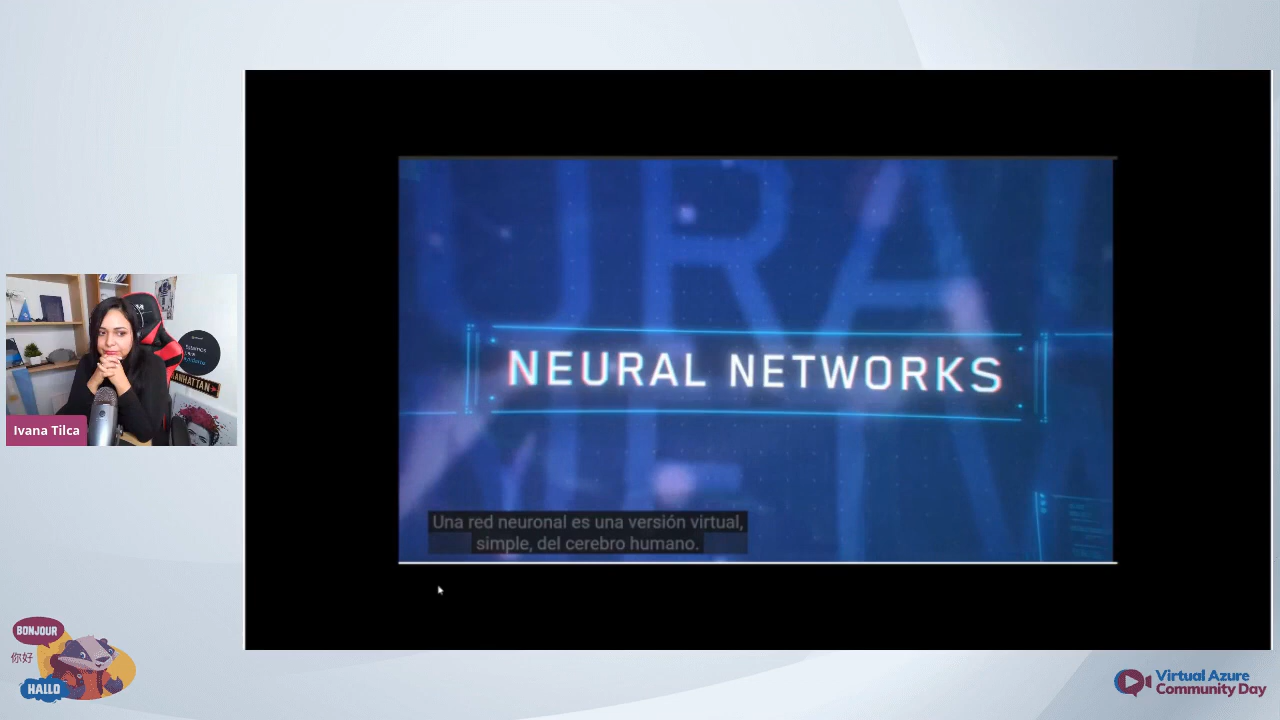 NEURAL NETWORKS
Una red neuronal es una versión virtual,
simple, del cerebro humano.
MANHATTAN
Ivana Tilca
BONJOUR
你好
HALLO
Virtual Azure
Community Day